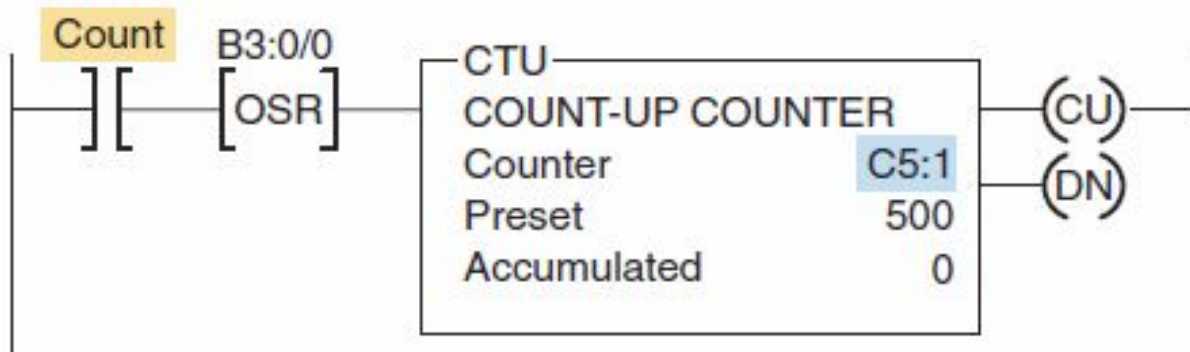 Count
B3:0/0
OSR
CTU
COUNT-UP COUNTER
Counter C5:1
Preset 500
Accumulated 0
CU
DN